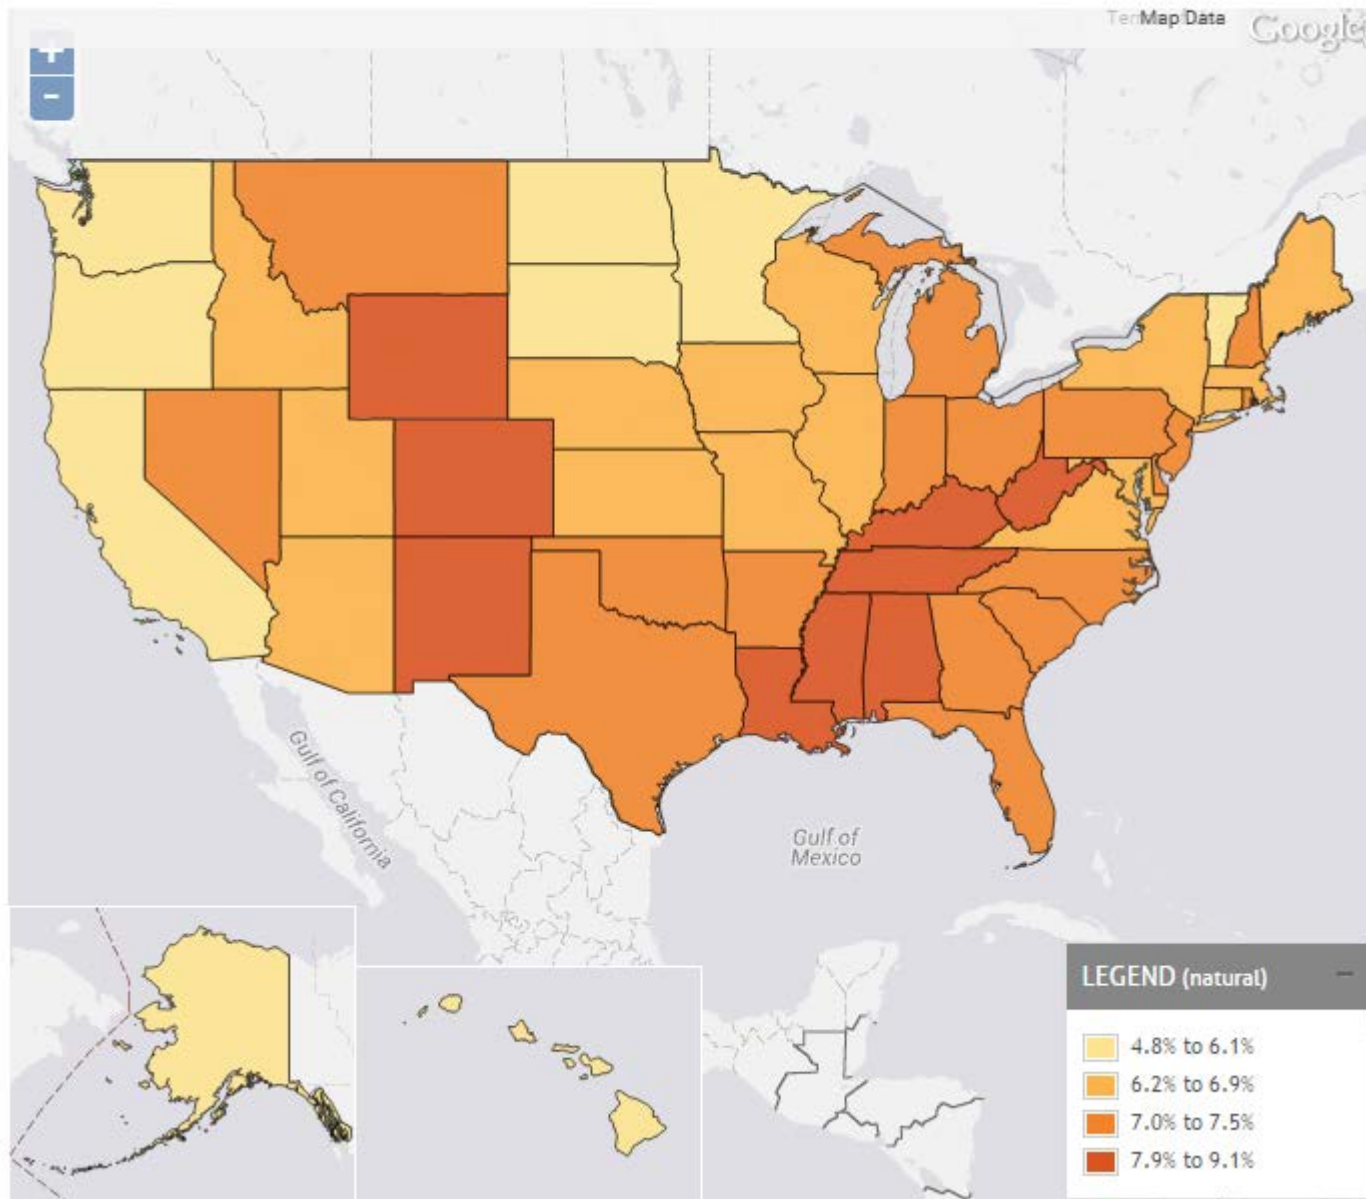 Map Data
Google
+
-
Gulf of California
Gulf of
Mexico
LEGEND (natural)
4.8% to 6.1%
6.2% to 6.9%
7.0% to 7.5%
7.9% to 9.1%